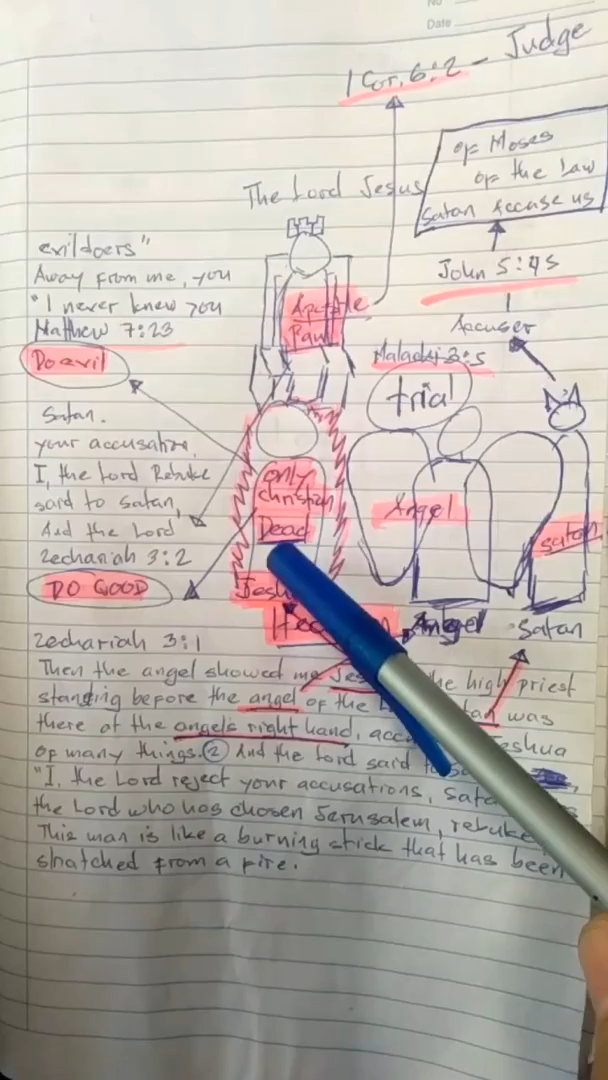 No
Date
1 Cor. 6:2 - Judge
of Moses
of the law
Satan Accuse us
The Lord Jesus
John 5:45
Accuser
evil doers"
Away from me, you
"I never knew you
Matthew 7:23
Do evil
Apostle
Paul
Malachi 3:5
trial
Satan.
your accusation,
I, the Lord Rebuke
said to Satan,
And the Lord
Zechariah 3:2
DO GOOD
only
christian
Dead
Angel
Satan
Angel
Satan
Zechariah 3:1
Then the angel showed me the high priest
standing before the angel of the was
there at the angels right hand, eshua
of many things. ② And the Lord said
"I, the Lord reject your accusations,
the Lord who has chosen Jerusalem, rebuke
This man is like a burning stick that has been
snatched from a fire.